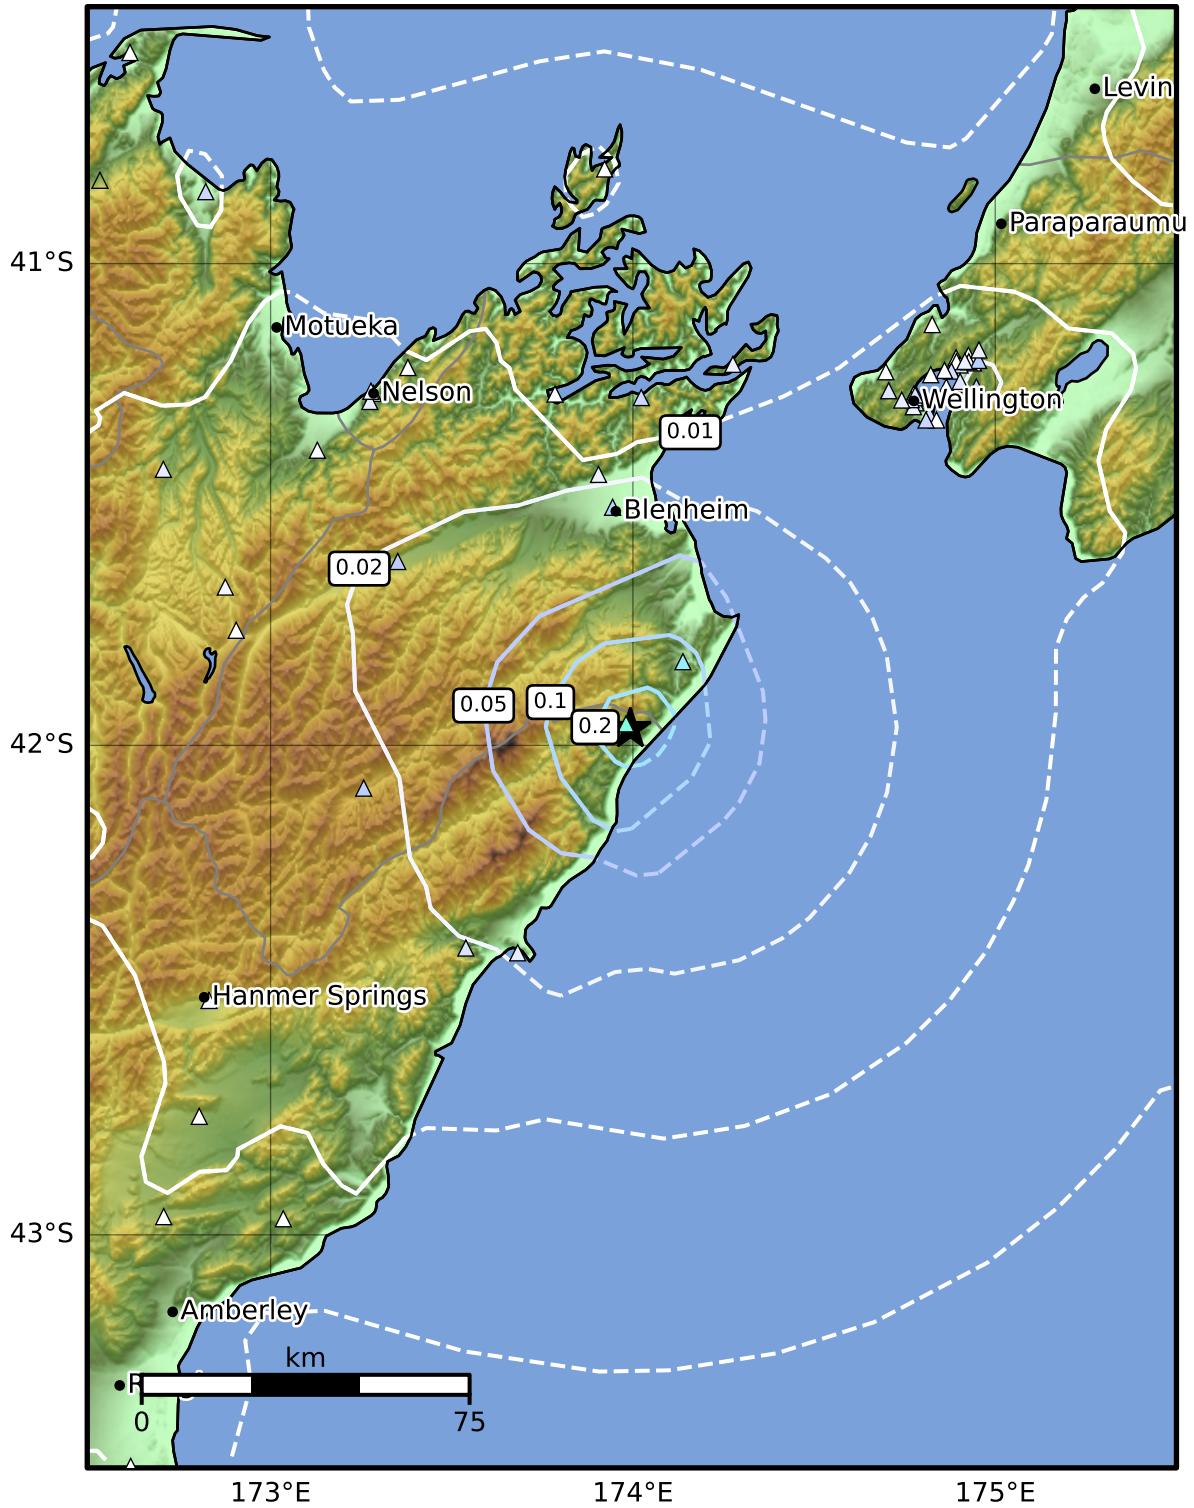 Levin
Paraparaumu
41°S
Motueka
Nelson
Wellington
0.01
Blenheim
0.02
0.05
0.1
0.2
42°S
Hanmer Springs
43°S
Amberley
km
0
75
173°E
174°E
175°E